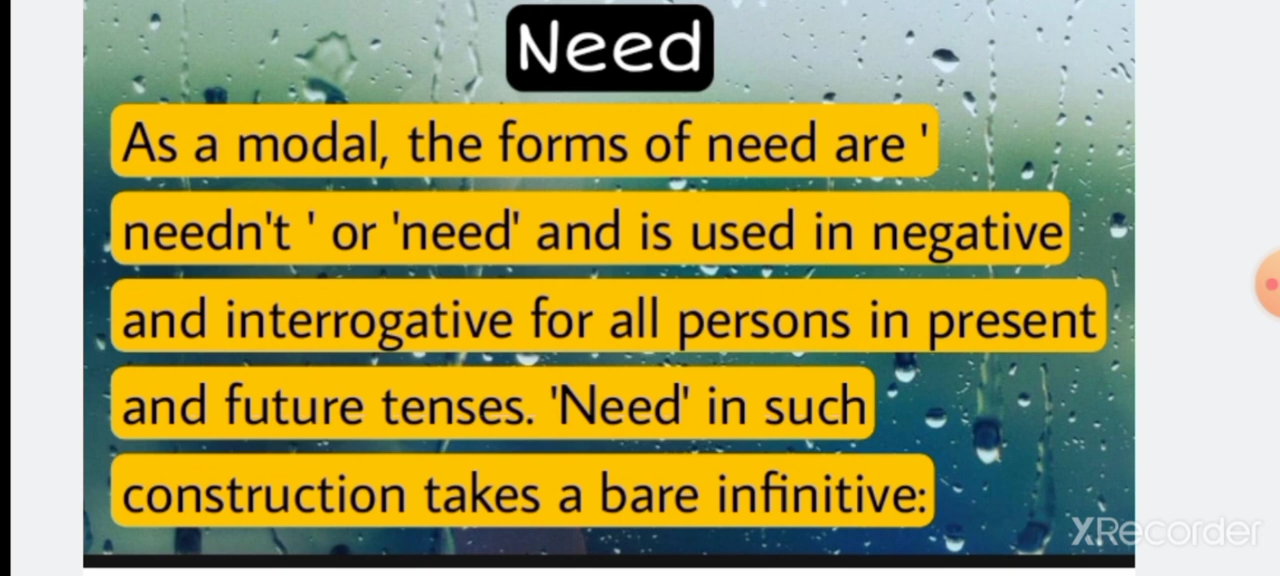 Need
As a modal, the forms of need are '
needn't ' or 'need' and is used in negative
and interrogative for all persons in present
and future tenses. 'Need' in such
construction takes a bare infinitive:
XRecorder